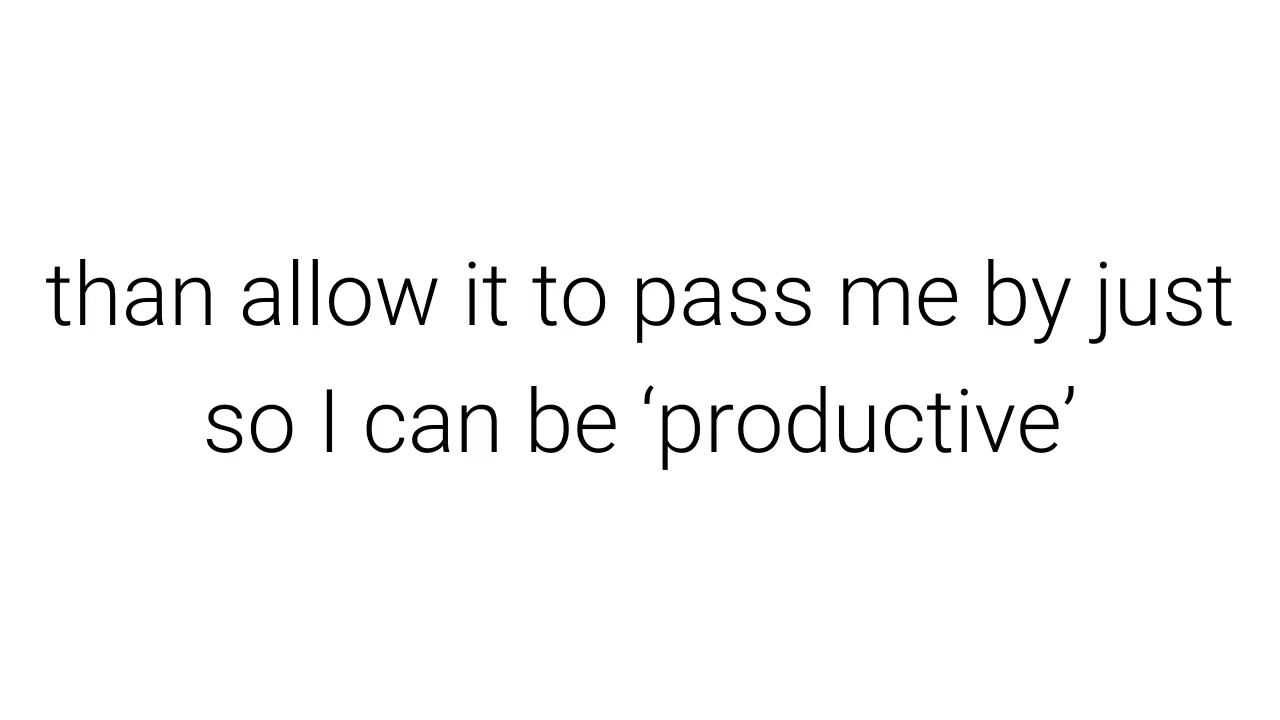 than allow it to pass me by just
so I can be ‘productive’